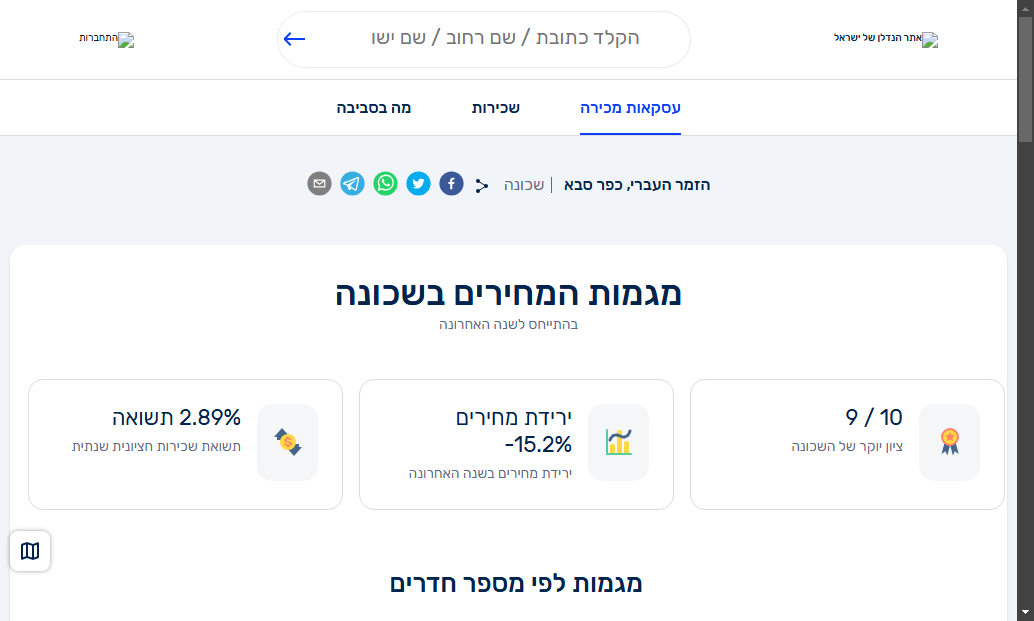 אתר הנדלן של ישראל
הקלד כתובת / שם רחוב / שם ישו
התחברות
עסקאות מכירה
שכירות
מה בסביבה
הזמר העברי, כפר סבא | שכונה
מגמות המחירים בשכונה
בהתייחס לשנה האחרונה
9 / 10
ציון יוקר של השכונה
ירידת מחירים
-15.2%
ירידת מחירים בשנה האחרונה
2.89% תשואה
תשואת שכירות חציונית שנתית
מגמות לפי מספר חדרים